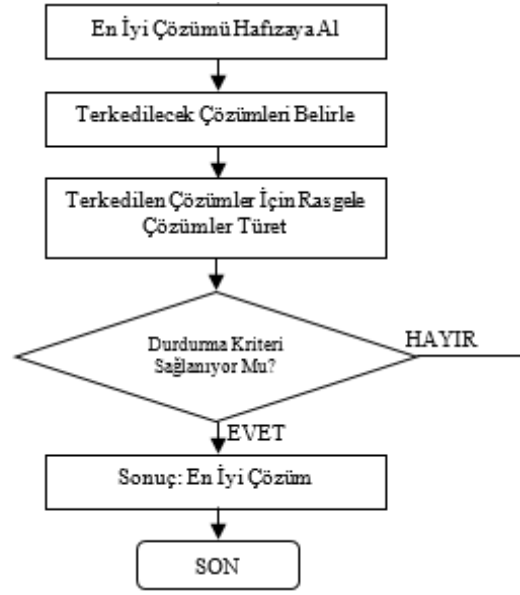 En İyi Çözümü Hafızaya Al
Terkedilecek Çözümleri Belirle
Terkedilen Çözümler İçin Rasgele
Çözümler Türet
Durdurma Kriteri
Sağlanıyor Mu?
HAYIR
EVET
Sonuç: En İyi Çözüm
SON